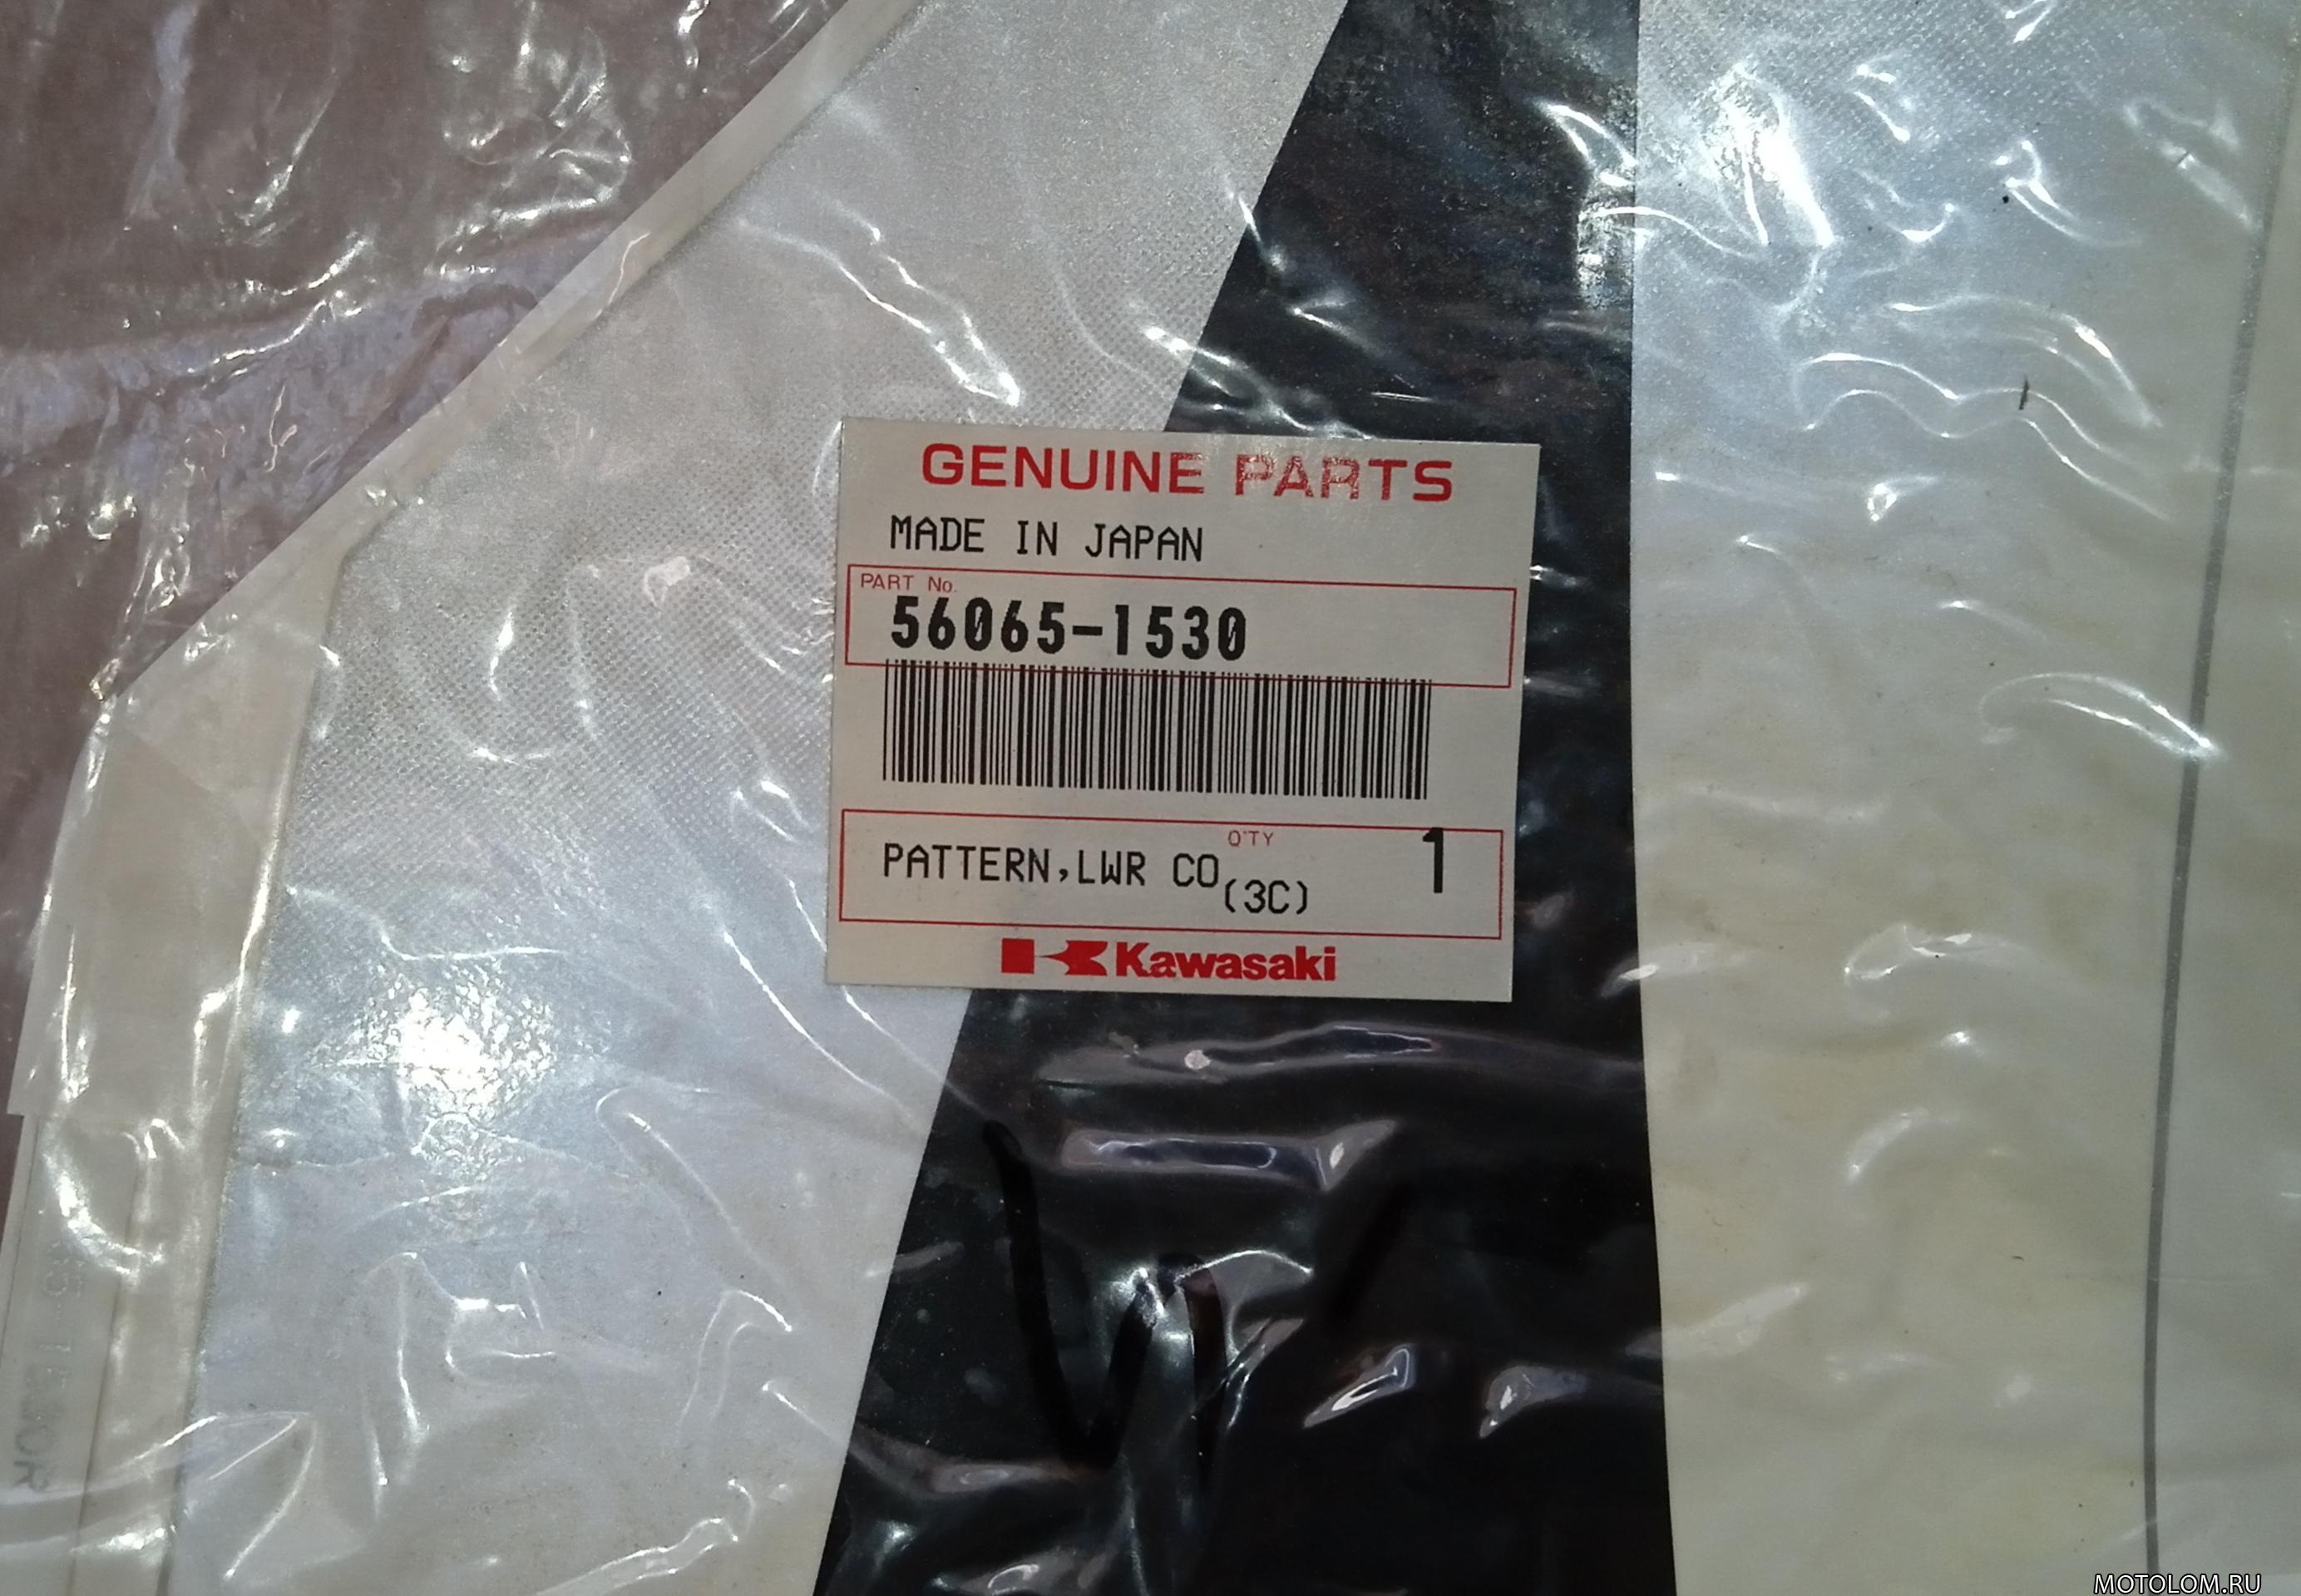 GENUINE PARTS
MADE IN JAPAN
PART No.
56065-1530
Q'TY
PATTERN,LWR CO
(3C)
1
Kawasaki
MOTOLOM.RU